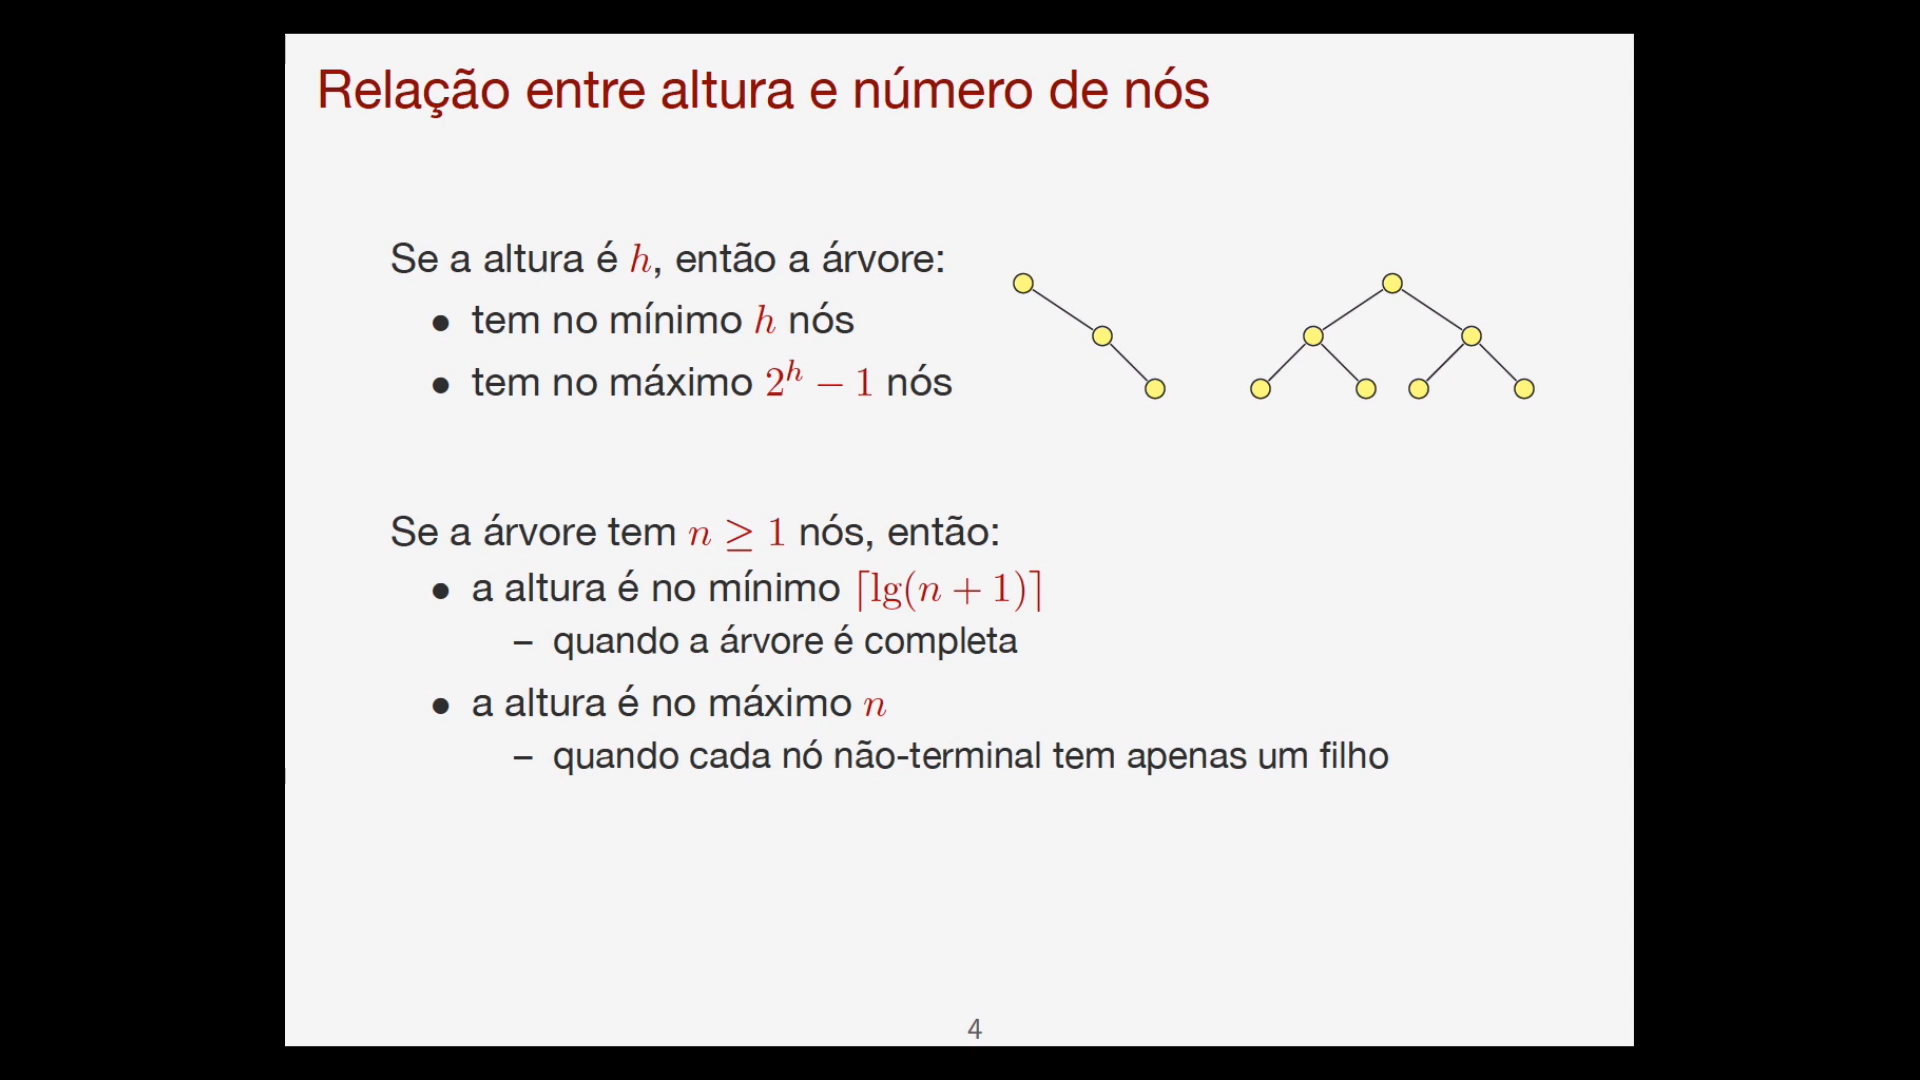 Relação entre altura e número de nós
Se a altura é h, então a árvore:
• tem no mínimo h nós
• tem no máximo 2^h − 1 nós
Se a árvore tem n ≥ 1 nós, então:
• a altura é no mínimo ⌈lg(n + 1)⌉
– quando a árvore é completa
• a altura é no máximo n
– quando cada nó não-terminal tem apenas um filho
4